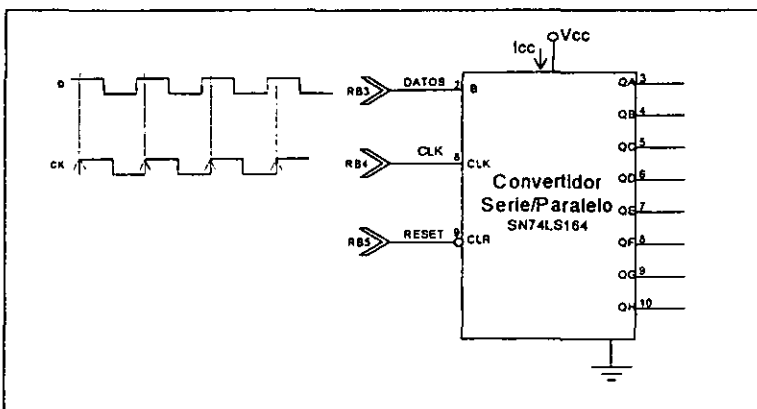 Vcc
Icc
D
CK
RB3 DATOS 2 B
RB4 CLK 8 CLK
RB5 RESET 9 CLR
Convertidor
Serie/Paralelo
SN74LS164
QA 3
QB 4
QC 5
QD 6
QE 7
QF 8
QG 9
QH 10